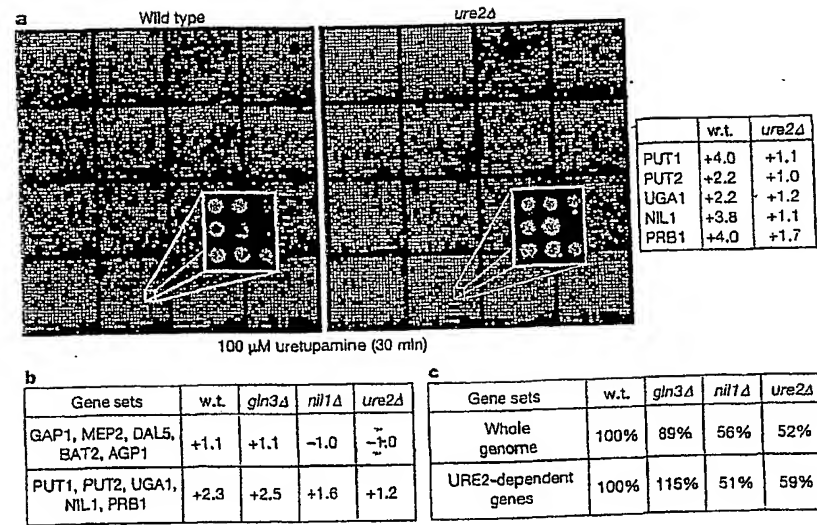 a
Wild type
ure2Δ
w.t. ure2Δ
PUT1 +4.0 +1.1
PUT2 +2.2 +1.0
UGA1 +2.2 +1.2
NIL1 +3.8 +1.1
PRB1 +4.0 +1.7
100 µM uretupamine (30 min)
b
Gene sets w.t. gln3Δ nil1Δ ure2Δ
GAP1, MEP2, DAL5,
BAT2, AGP1 +1.1 +1.1 -1.0 -1.0
PUT1, PUT2, UGA1,
NIL1, PRB1 +2.3 +2.5 +1.6 +1.2
c
Gene sets w.t. gln3Δ nil1Δ ure2Δ
Whole
genome 100% 89% 56% 52%
URE2-dependent
genes 100% 115% 51% 59%